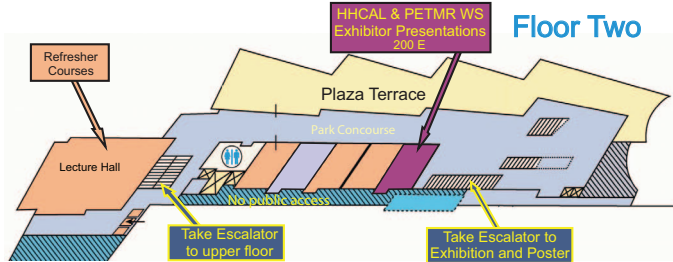 HHCAL & PETMR WS
Exhibitor Presentations
200 E
Floor Two
Refresher
Courses
Plaza Terrace
Park Concourse
Lecture Hall
No public access
Take Escalator
to upper floor
Take Escalator to
Exhibition and Poster